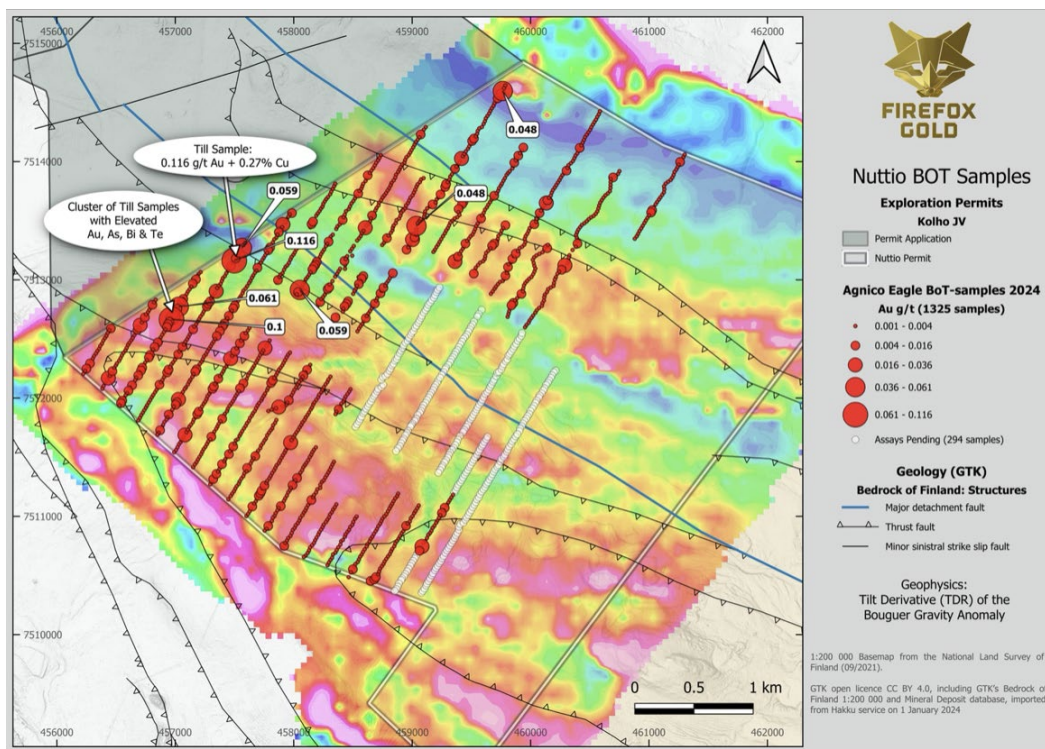 456000 457000 458000 459000 460000 461000 462000
7515000
7514000
7513000
7512000
7511000
7510000
0.048
Till Sample:
0.116 g/t Au + 0.27% Cu
0.059
0.048
Cluster of Till Samples
with Elevated
Au, As, Bi & Te
0.116
0.061
0.1
0.059
0 0.5 1 km
456000 457000 458000 459000 460000 461000 462000
FIREFOX
GOLD
Nuttio BOT Samples
Exploration Permits
Kolho JV
Permit Application
Nuttio Permit
Agnico Eagle BoT-samples 2024
Au g/t (1325 samples)
0.001 - 0.004
0.004 - 0.016
0.016 - 0.036
0.036 - 0.061
0.061 - 0.116
Assays Pending (294 samples)
Geology (GTK)
Bedrock of Finland: Structures
Major detachment fault
Thrust fault
Minor sinistral strike slip fault
Geophysics:
Tilt Derivative (TDR) of the
Bouguer Gravity Anomaly
1:200 000 Basemap from the National Land Survey of
Finland (09/2021).
GTK open licence CC BY 4.0, including GTK's Bedrock of
Finland 1:200 000 and Mineral Deposit database, imported
from Hakku service on 1 January 2024